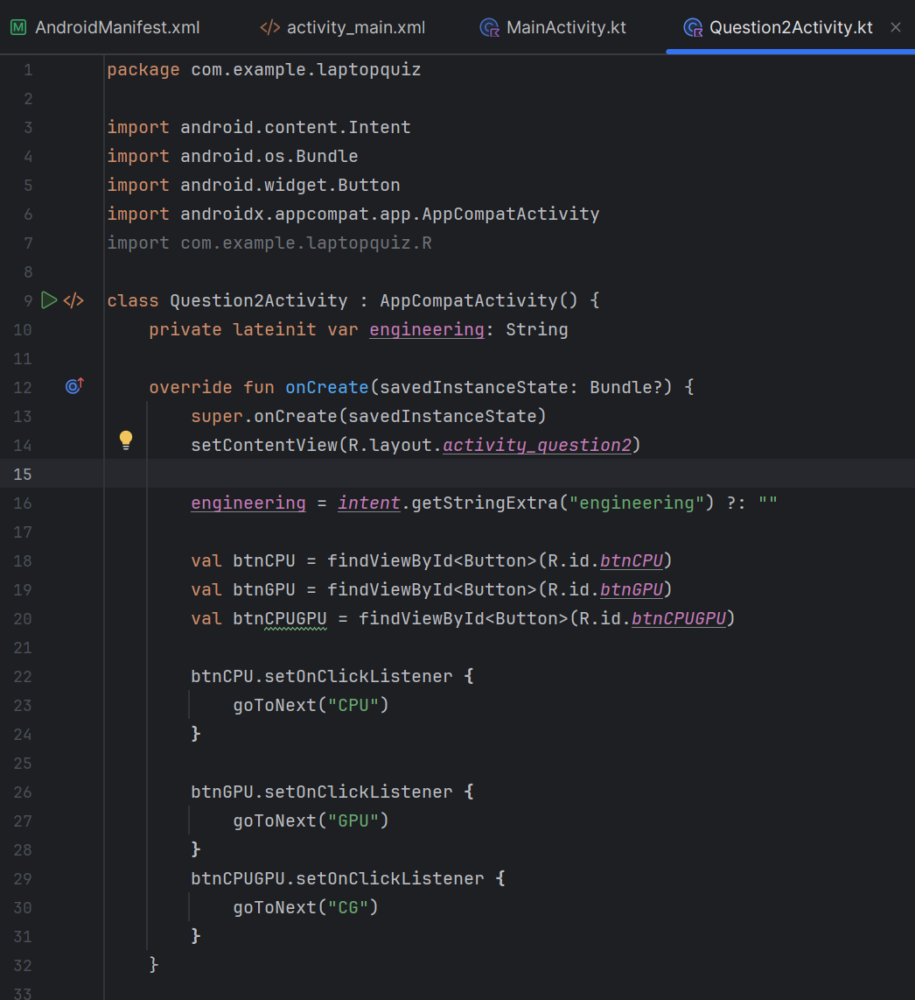 AndroidManifest.xml activity_main.xml MainActivity.kt Question2Activity.kt
1 package com.example.laptopquiz
2
3 import android.content.Intent
4 import android.os.Bundle
5 import android.widget.Button
6 import androidx.appcompat.app.AppCompatActivity
7 import com.example.laptopquiz.R
8
9 class Question2Activity : AppCompatActivity() {
10     private lateinit var engineering: String
11
12     override fun onCreate(savedInstanceState: Bundle?) {
13         super.onCreate(savedInstanceState)
14         setContentView(R.layout.activity_question2)
15
16         engineering = intent.getStringExtra("engineering") ?: ""
17
18         val btnCPU = findViewById<Button>(R.id.btnCPU)
19         val btnGPU = findViewById<Button>(R.id.btnGPU)
20         val btnCPUGPU = findViewById<Button>(R.id.btnCPUGPU)
21
22         btnCPU.setOnClickListener {
23             goToNext("CPU")
24         }
25
26         btnGPU.setOnClickListener {
27             goToNext("GPU")
28         }
29         btnCPUGPU.setOnClickListener {
30             goToNext("CG")
31         }
32     }
33